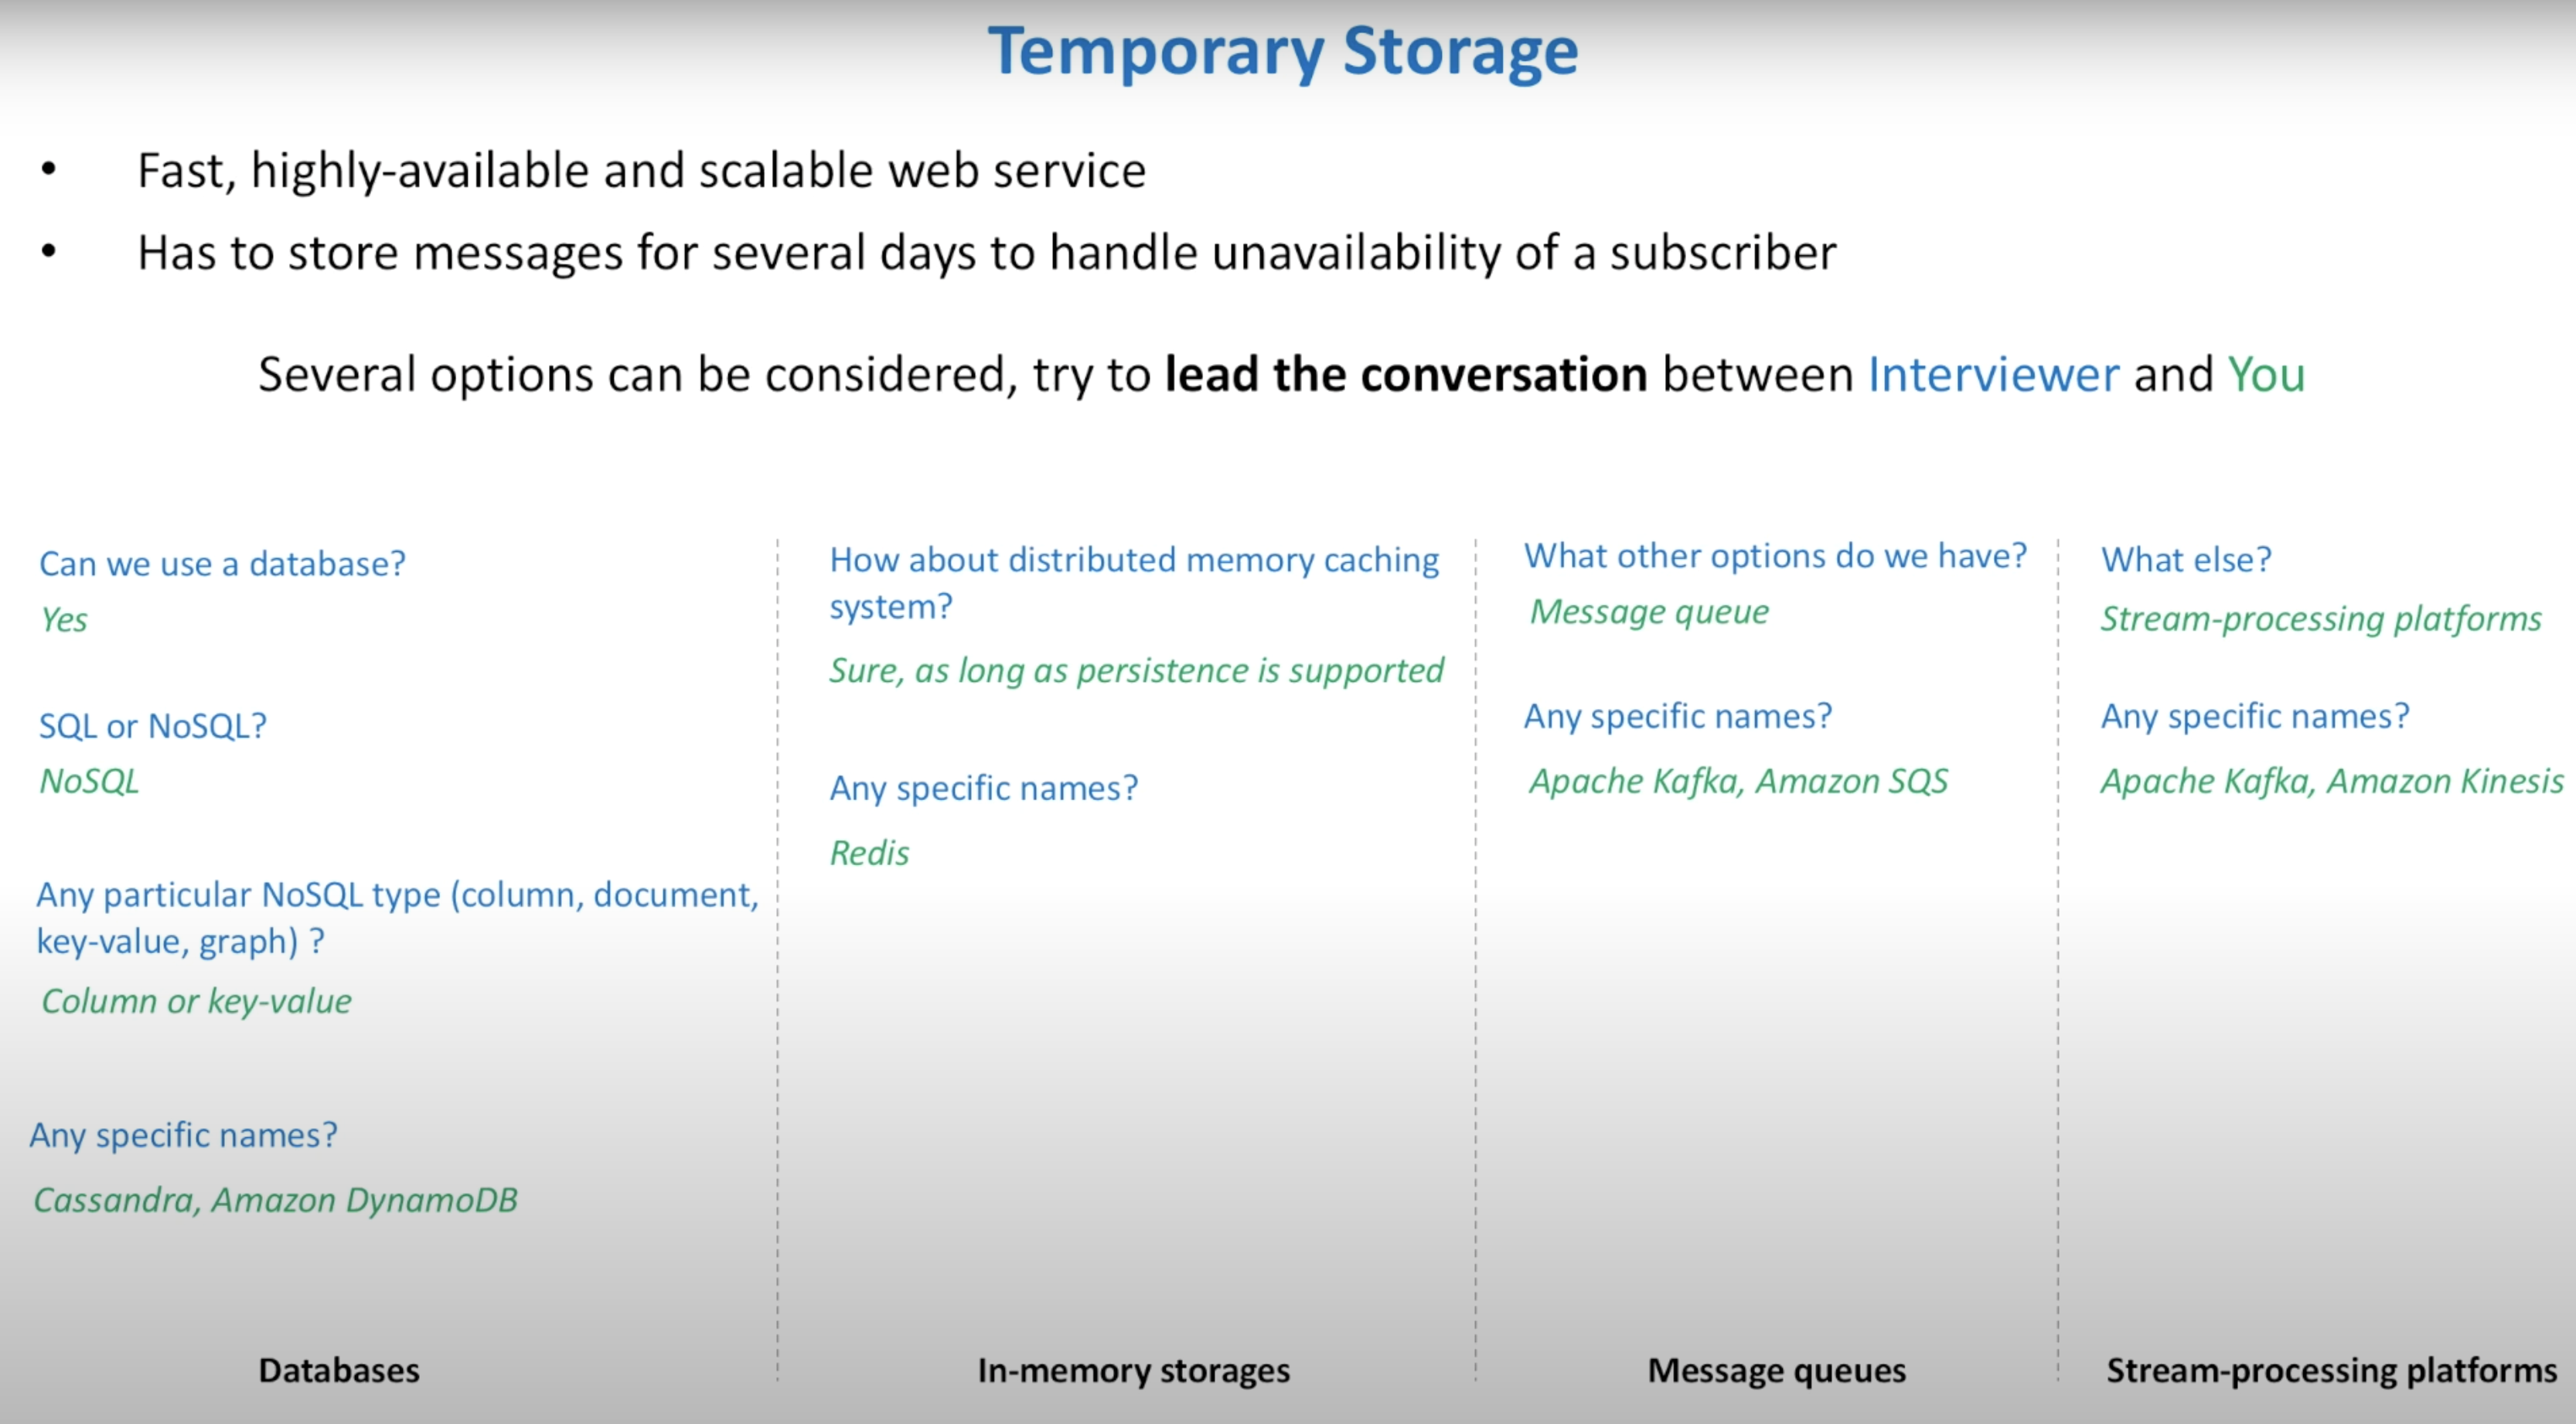 Temporary Storage
• Fast, highly-available and scalable web service
• Has to store messages for several days to handle unavailability of a subscriber
Several options can be considered, try to lead the conversation between Interviewer and You
Can we use a database?
Yes
SQL or NoSQL?
NoSQL
Any particular NoSQL type (column, document,
key-value, graph) ?
Column or key-value
Any specific names?
Cassandra, Amazon DynamoDB
Databases
How about distributed memory caching
system?
Sure, as long as persistence is supported
Any specific names?
Redis
In-memory storages
What other options do we have?
Message queue
Any specific names?
Apache Kafka, Amazon SQS
Message queues
What else?
Stream-processing platforms
Any specific names?
Apache Kafka, Amazon Kinesis
Stream-processing platforms